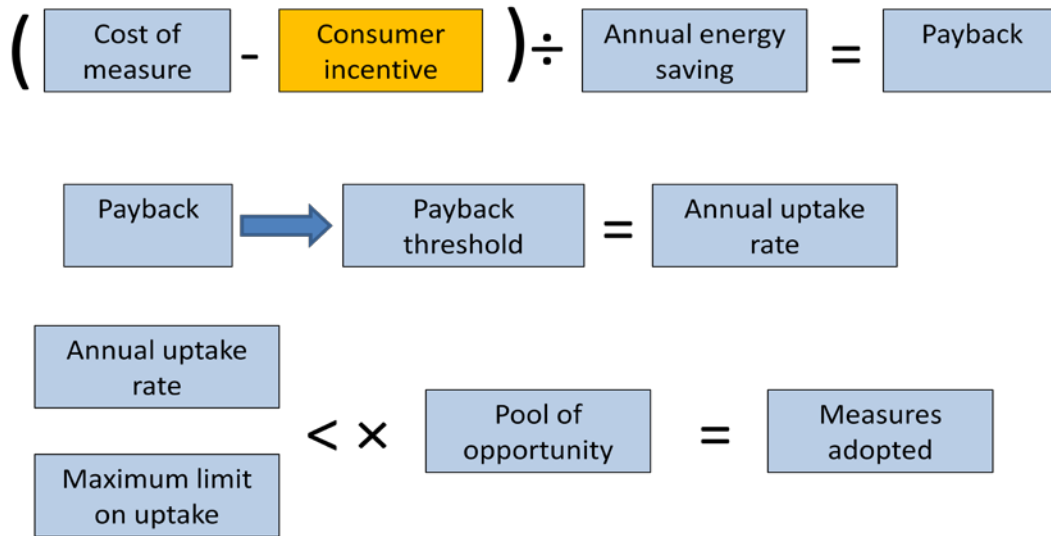 ( Cost of measure - Consumer incentive ) ÷ Annual energy saving = Payback
Payback Payback threshold = Annual uptake rate
Annual uptake rate
Maximum limit on uptake
< × Pool of opportunity = Measures adopted